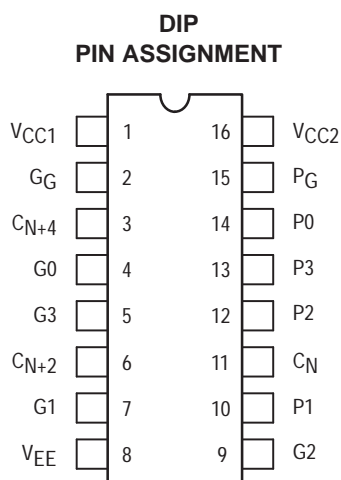 DIP
PIN ASSIGNMENT
VCC1 1 16 VCC2
GG 2 15 PG
CN+4 3 14 P0
G0 4 13 P3
G3 5 12 P2
CN+2 6 11 CN
G1 7 10 P1
VEE 8 9 G2